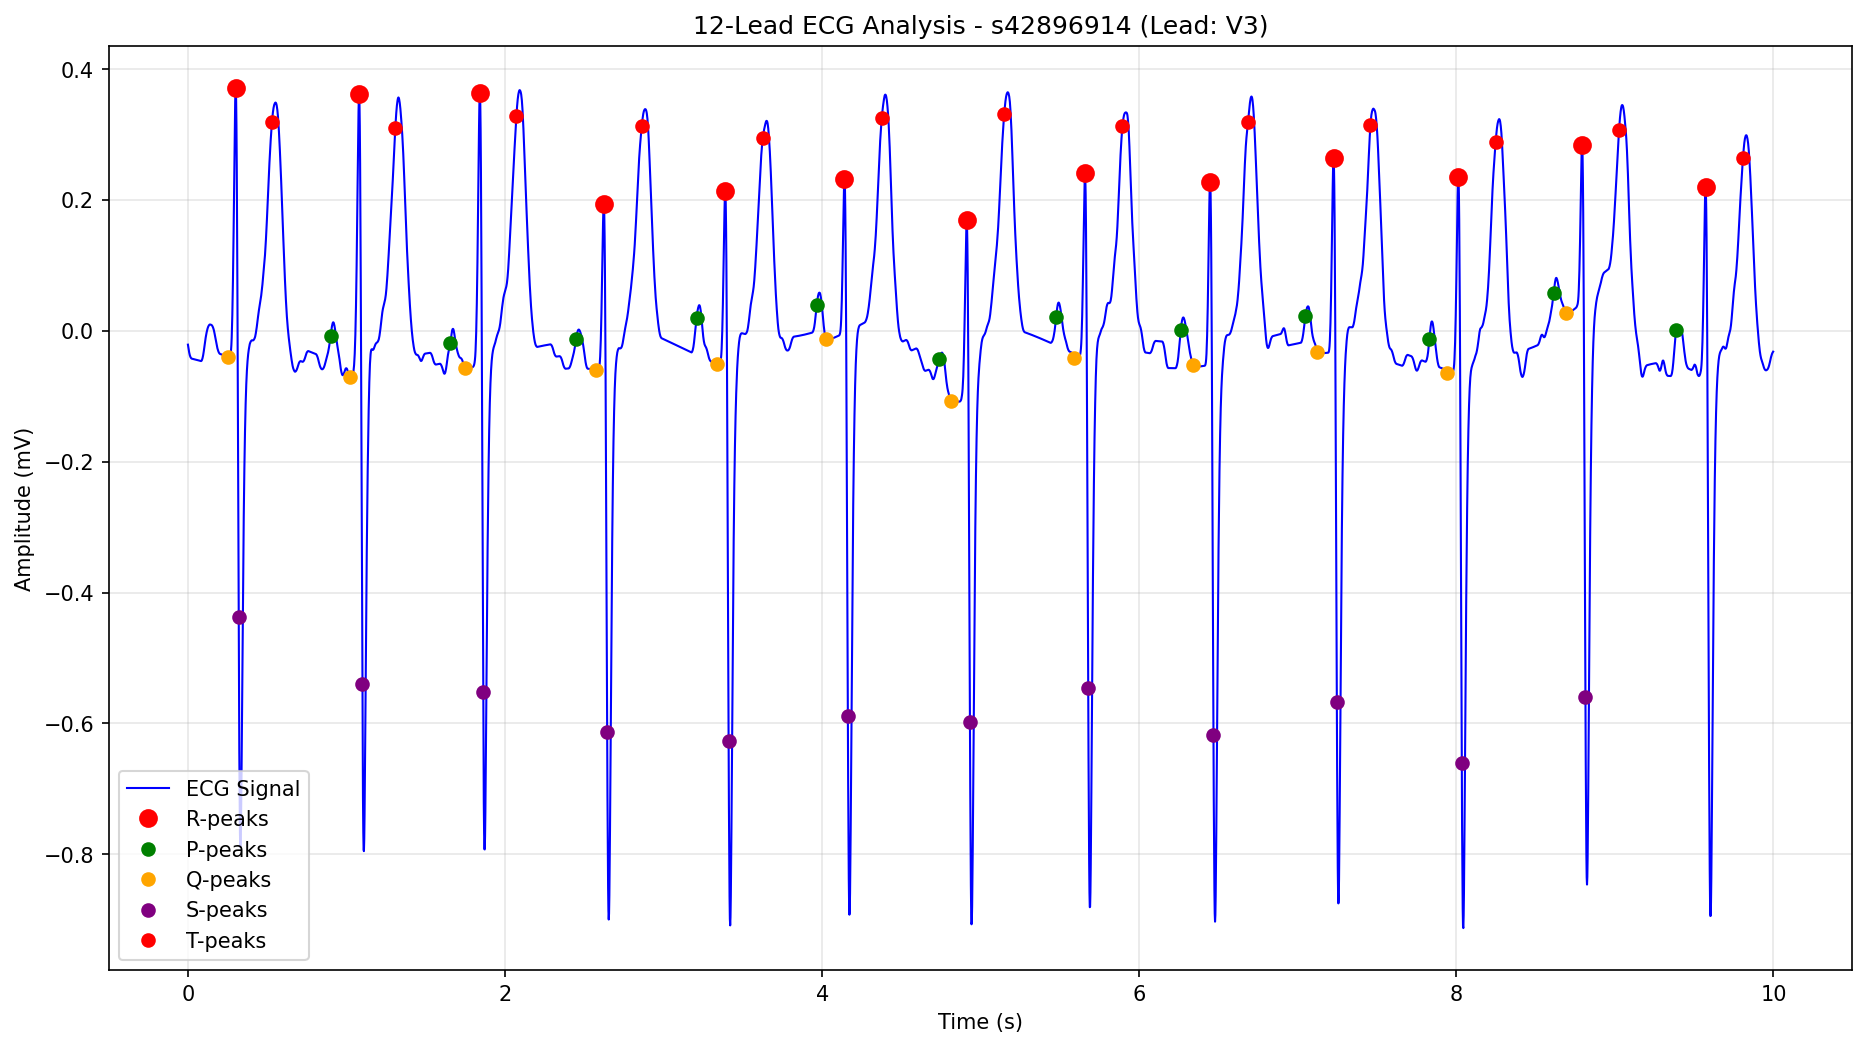 12-Lead ECG Analysis - s42896914 (Lead: V3)
Amplitude (mV)
0.4
0.2
0.0
−0.2
−0.4
−0.6
−0.8
ECG Signal
R-peaks
P-peaks
Q-peaks
S-peaks
T-peaks
0 2 4 6 8 10
Time (s)